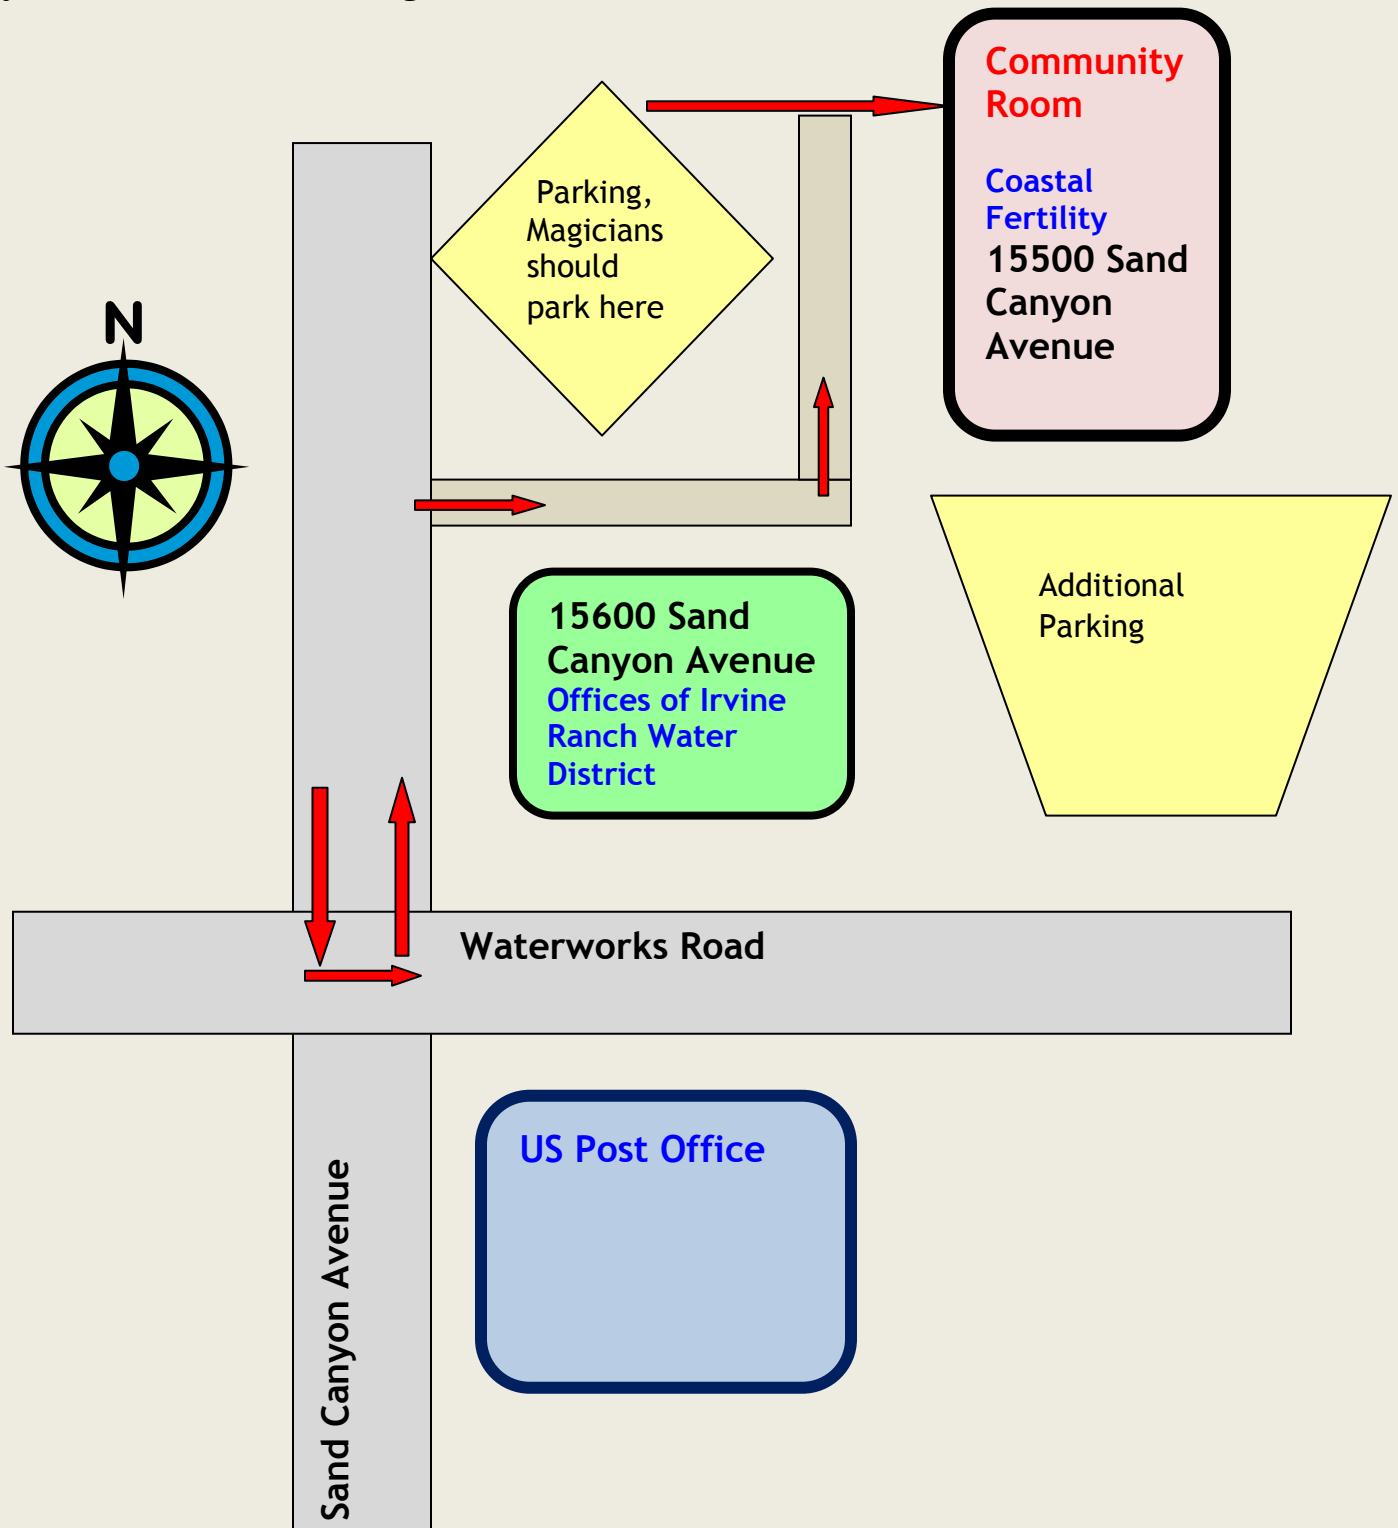 Community
Room
Coastal
Fertility
15500 Sand
Canyon
Avenue
Parking,
Magicians
should
park here
N
Additional
Parking
15600 Sand
Canyon Avenue
Offices of Irvine
Ranch Water
District
Waterworks Road
US Post Office
Sand Canyon Avenue